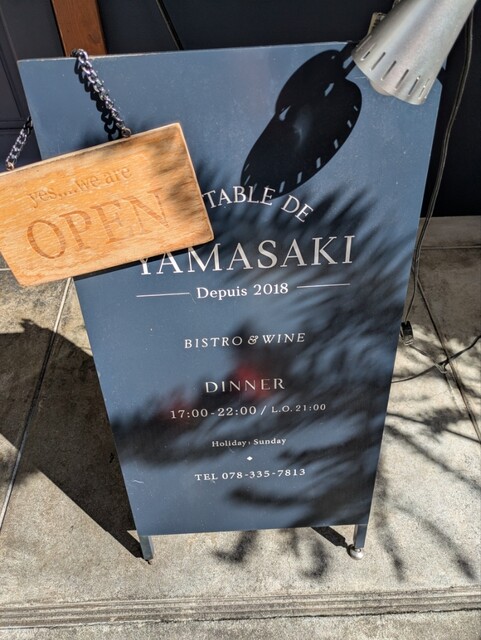 yes....we are
OPEN
TABLE DE
YAMASAKI
Depuis 2018
BISTRO & WINE
DINNER
17:00-22:00 / L.O. 21:00
Holiday: Sunday
TEL 078-335-7813